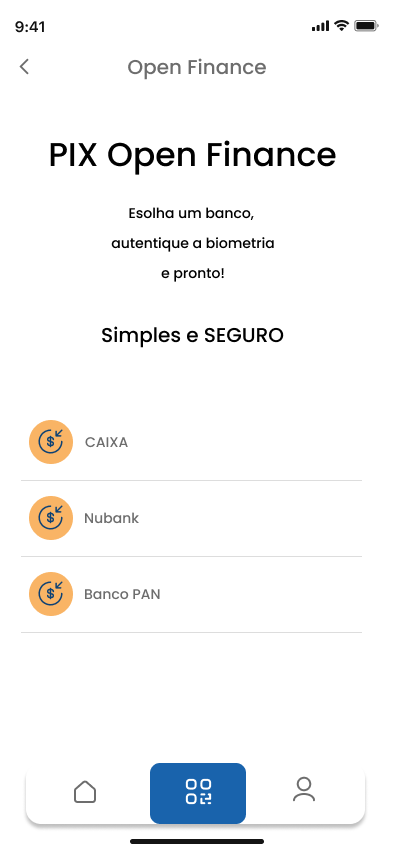 9:41
Open Finance
PIX Open Finance
Esolha um banco,
autentique a biometria
e pronto!
Simples e SEGURO
CAIXA
Nubank
Banco PAN